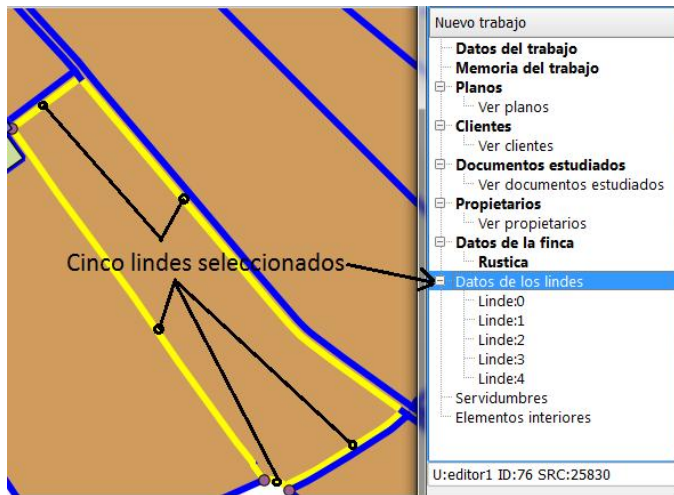 Cinco lindes seleccionados
Nuevo trabajo
Datos del trabajo
Memoria del trabajo
Planos
Ver planos
Clientes
Ver clientes
Documentos estudiados
Ver documentos estudiados
Propietarios
Ver propietarios
Datos de la finca
Rustica
Datos de los lindes
Linde:0
Linde:1
Linde:2
Linde:3
Linde:4
Servidumbres
Elementos interiores
U:editor1 ID:76 SRC:25830